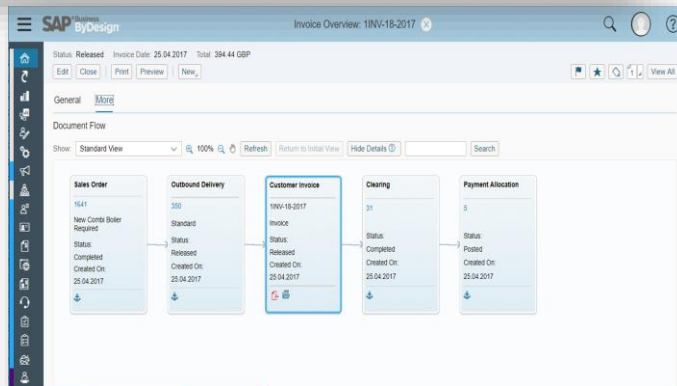 SAP Business ByDesign
Invoice Overview: 1INV-18-2017
Status: Released Invoice Date: 25.04.2017 Total: 394.44 GBP
Edit Close Print Preview New
1 View All
General More
Document Flow
Show: Standard View 100% Refresh Return to Initial View Hide Details Search
Sales Order
1641
New Combi Boiler
Required
Status:
Completed
Created On:
25.04.2017
Outbound Delivery
350
Standard
Status:
Released
Created On:
25.04.2017
Customer Invoice
1INV-18-2017
Invoice
Status:
Released
Created On:
25.04.2017
Clearing
31
Status:
Completed
Created On:
25.04.2017
Payment Allocation
5
Status:
Posted
Created On:
25.04.2017